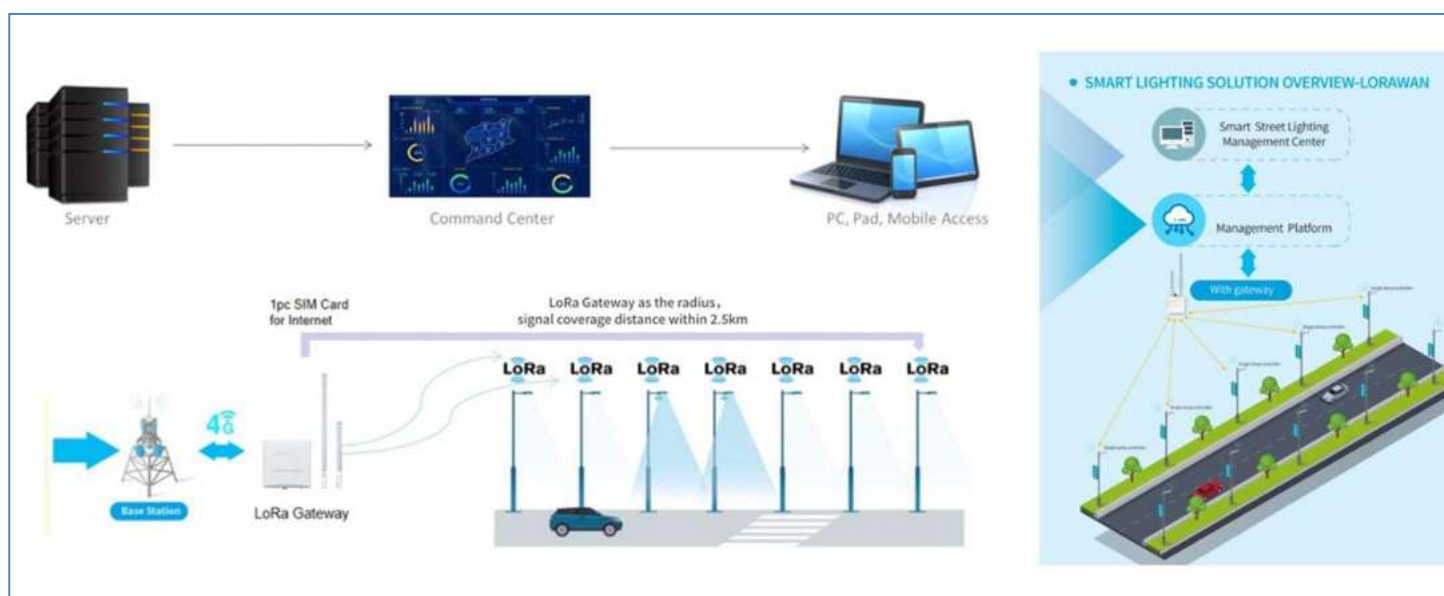 Server
Command Center
PC, Pad, Mobile Access
1pc SIM Card
for Internet
LoRa Gateway as the radius,
signal coverage distance within 2.5km
LoRa
LoRa
LoRa
LoRa
LoRa
LoRa
LoRa
4G
Base Station
LoRa Gateway
• SMART LIGHTING SOLUTION OVERVIEW-LORAWAN
Smart Street Lighting
Management Center
Management Platform
With gateway